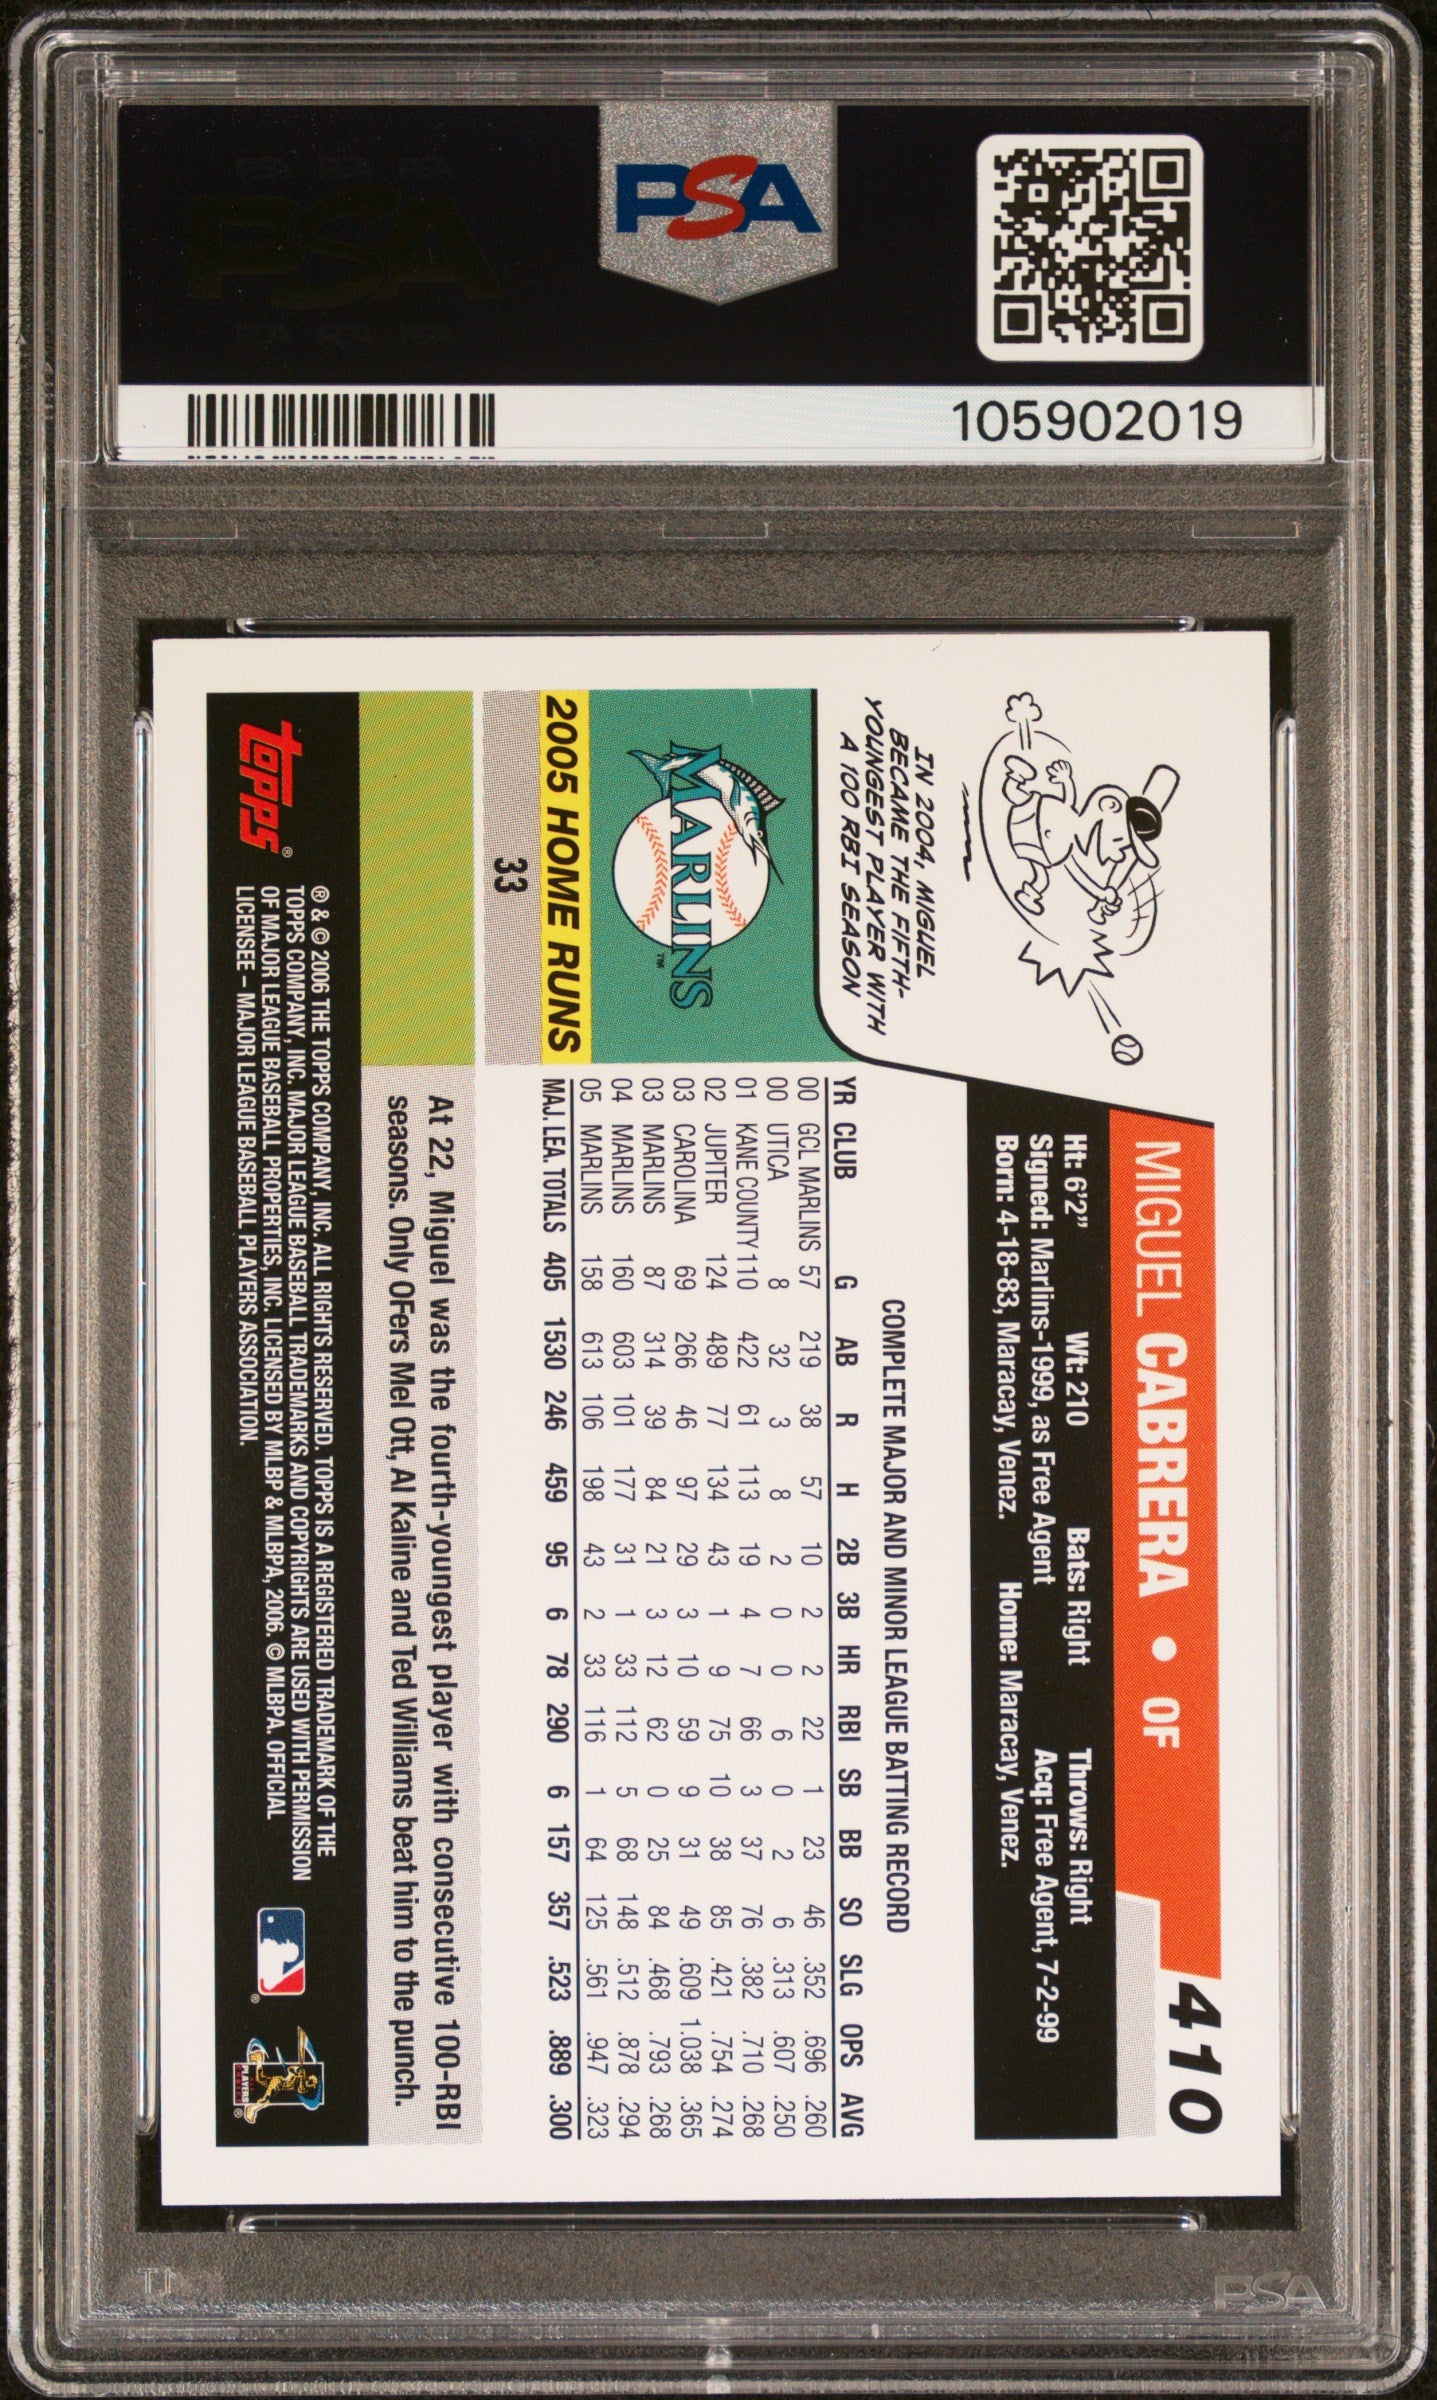 PSA
105902019
410
MIGUEL CABRERA • OF
Ht: 6'2" Wt: 210 Bats: Right Throws: Right
Signed: Marlins-1999, as Free Agent Acq: Free Agent, 7-2-99
Born: 4-18-83, Maracay, Venez. Home: Maracay, Venez.
IN 2004, MIGUEL
BECAME THE FIFTH-
YOUNGEST PLAYER WITH
A 100 RBI SEASON
MARLINS™
2005 HOME RUNS
33
COMPLETE MAJOR AND MINOR LEAGUE BATTING RECORD
YR CLUB G AB R H 2B 3B HR RBI SB BB SO SLG OPS AVG
00 GCL MARLINS 57 219 38 57 10 2 2 22 1 23 46 .352 .696 .260
00 UTICA 8 32 3 8 2 0 0 6 0 2 6 .313 .607 .250
01 KANE COUNTY 110 422 61 113 19 4 7 66 3 37 76 .382 .710 .268
02 JUPITER 124 489 77 134 43 1 9 75 10 38 85 .421 .754 .274
03 CAROLINA 69 266 46 97 29 3 10 59 9 31 49 .609 1.038 .365
03 MARLINS 87 314 39 84 21 3 12 62 0 25 84 .468 .793 .268
04 MARLINS 160 603 101 177 31 1 33 112 5 68 148 .512 .878 .294
05 MARLINS 158 613 106 198 43 2 33 116 1 64 125 .561 .947 .323
MAJ. LEA. TOTALS 405 1530 246 459 95 6 78 290 6 157 357 .523 .889 .300
At 22, Miguel was the fourth-youngest player with consecutive 100-RBI
seasons. Only OFers Mel Ott, Al Kaline and Ted Williams beat him to the punch.
topps®
® & © 2006 THE TOPPS COMPANY, INC. ALL RIGHTS RESERVED. TOPPS IS A REGISTERED TRADEMARK OF THE
TOPPS COMPANY, INC. MAJOR LEAGUE BASEBALL TRADEMARKS AND COPYRIGHTS ARE USED WITH PERMISSION
OF MAJOR LEAGUE BASEBALL PROPERTIES, INC. LICENSED BY MLBP & MLBPA, 2006. © MLBPA OFFICIAL
LICENSEE – MAJOR LEAGUE BASEBALL PLAYERS ASSOCIATION.
PLAYERS
PSA